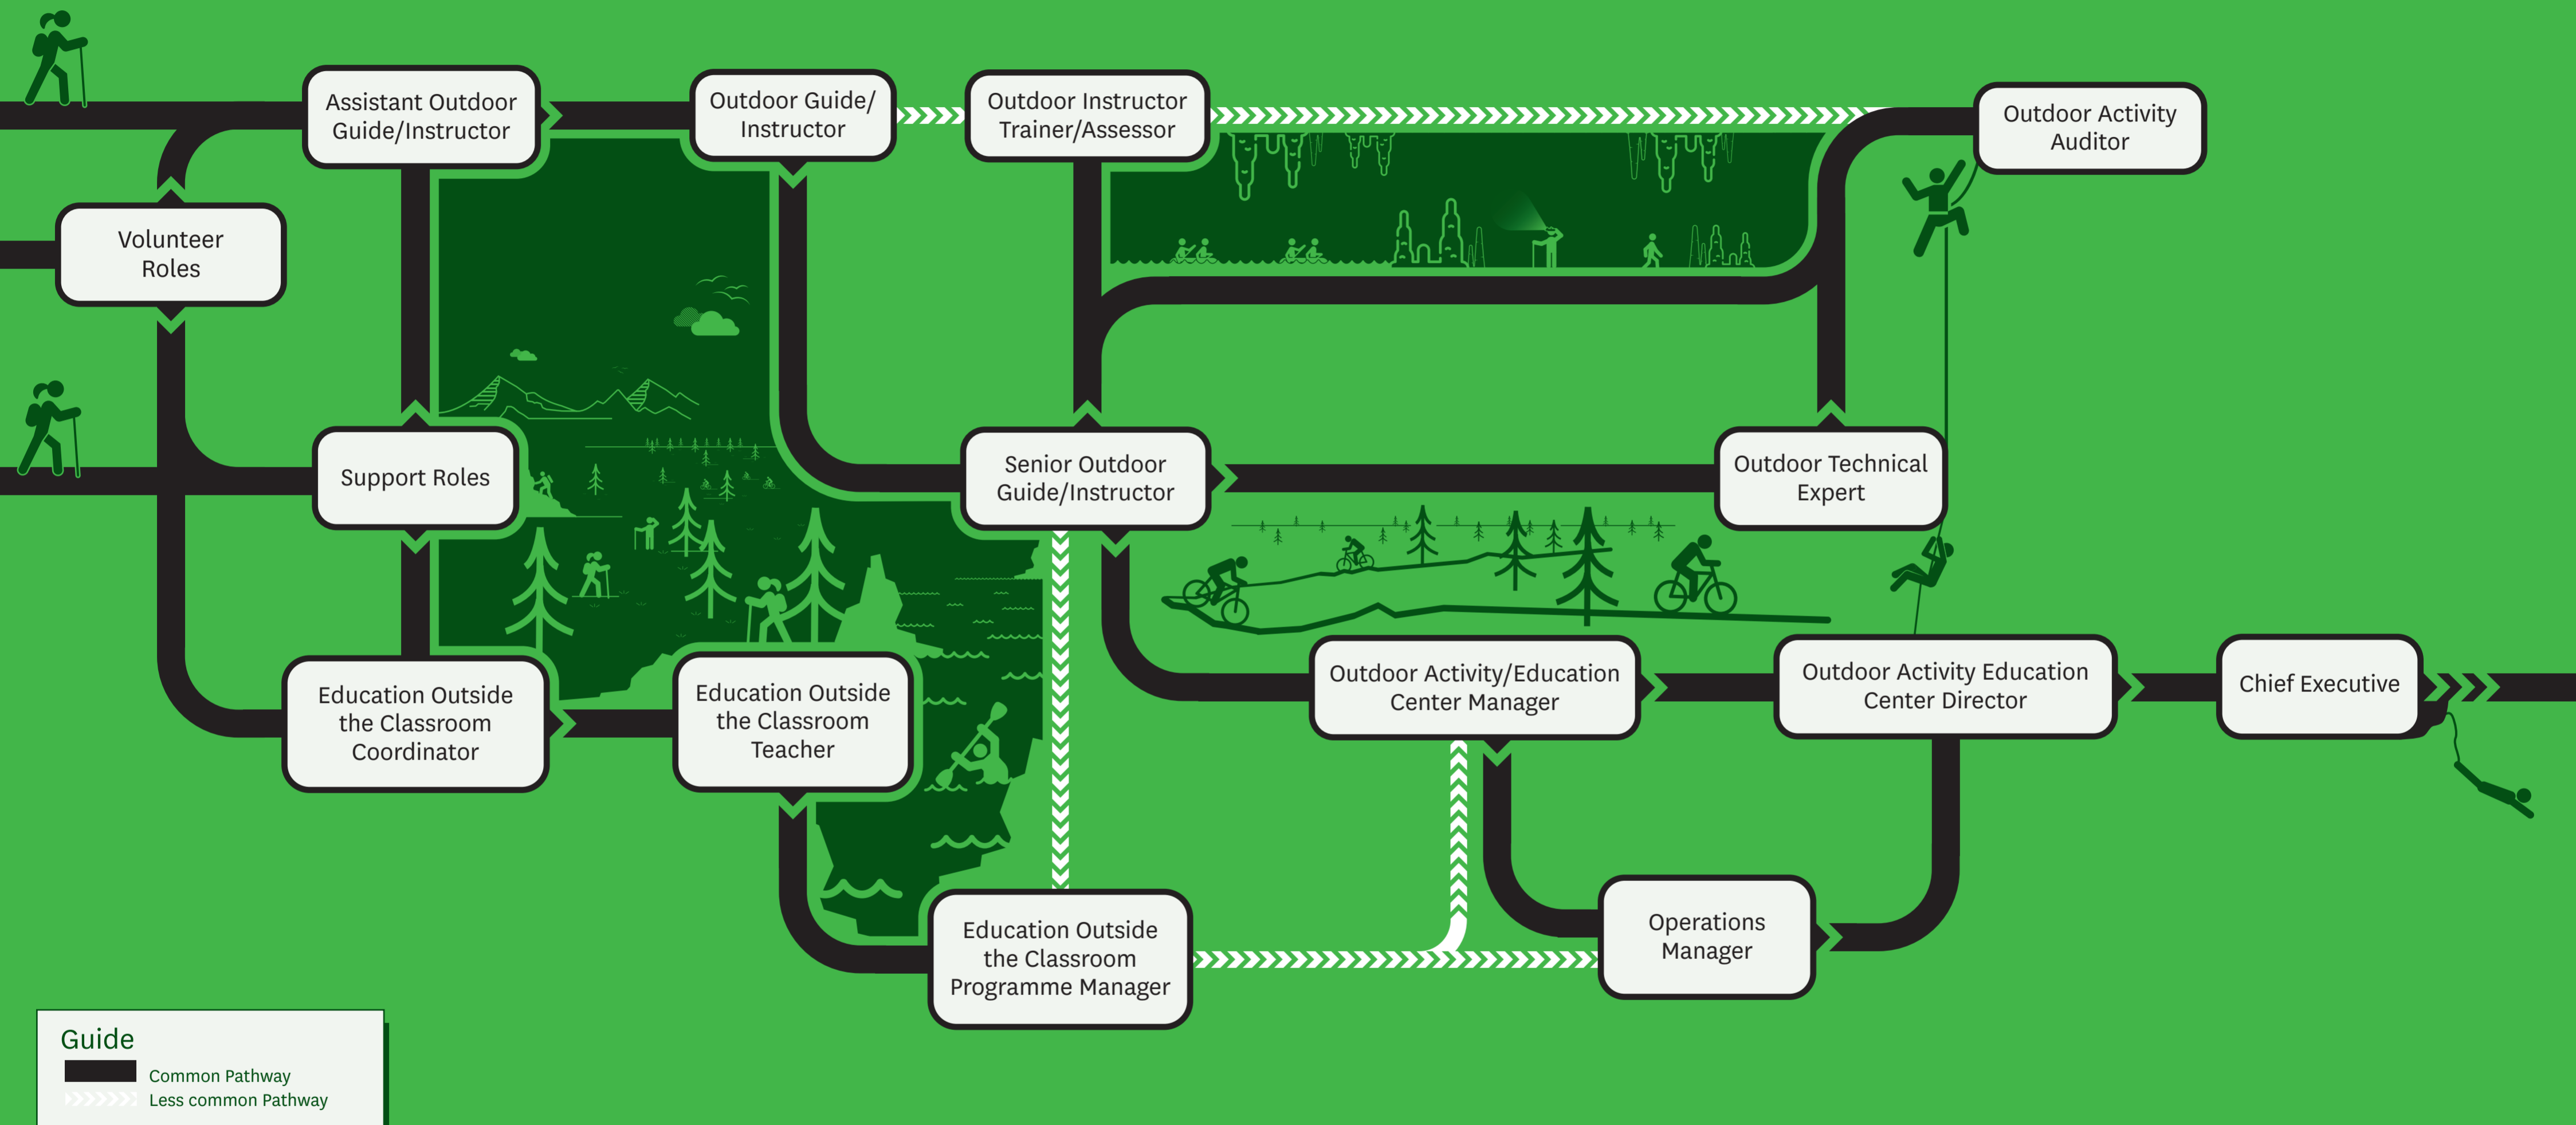 Assistant Outdoor
Guide/Instructor
Outdoor Guide/
Instructor
Outdoor Instructor
Trainer/Assessor
Outdoor Activity
Auditor
Volunteer
Roles
Support Roles
Senior Outdoor
Guide/Instructor
Outdoor Technical
Expert
Education Outside
the Classroom
Coordinator
Education Outside
the Classroom
Teacher
Outdoor Activity/Education
Center Manager
Outdoor Activity Education
Center Director
Chief Executive
Education Outside
the Classroom
Programme Manager
Operations
Manager
Guide
Common Pathway
Less common Pathway